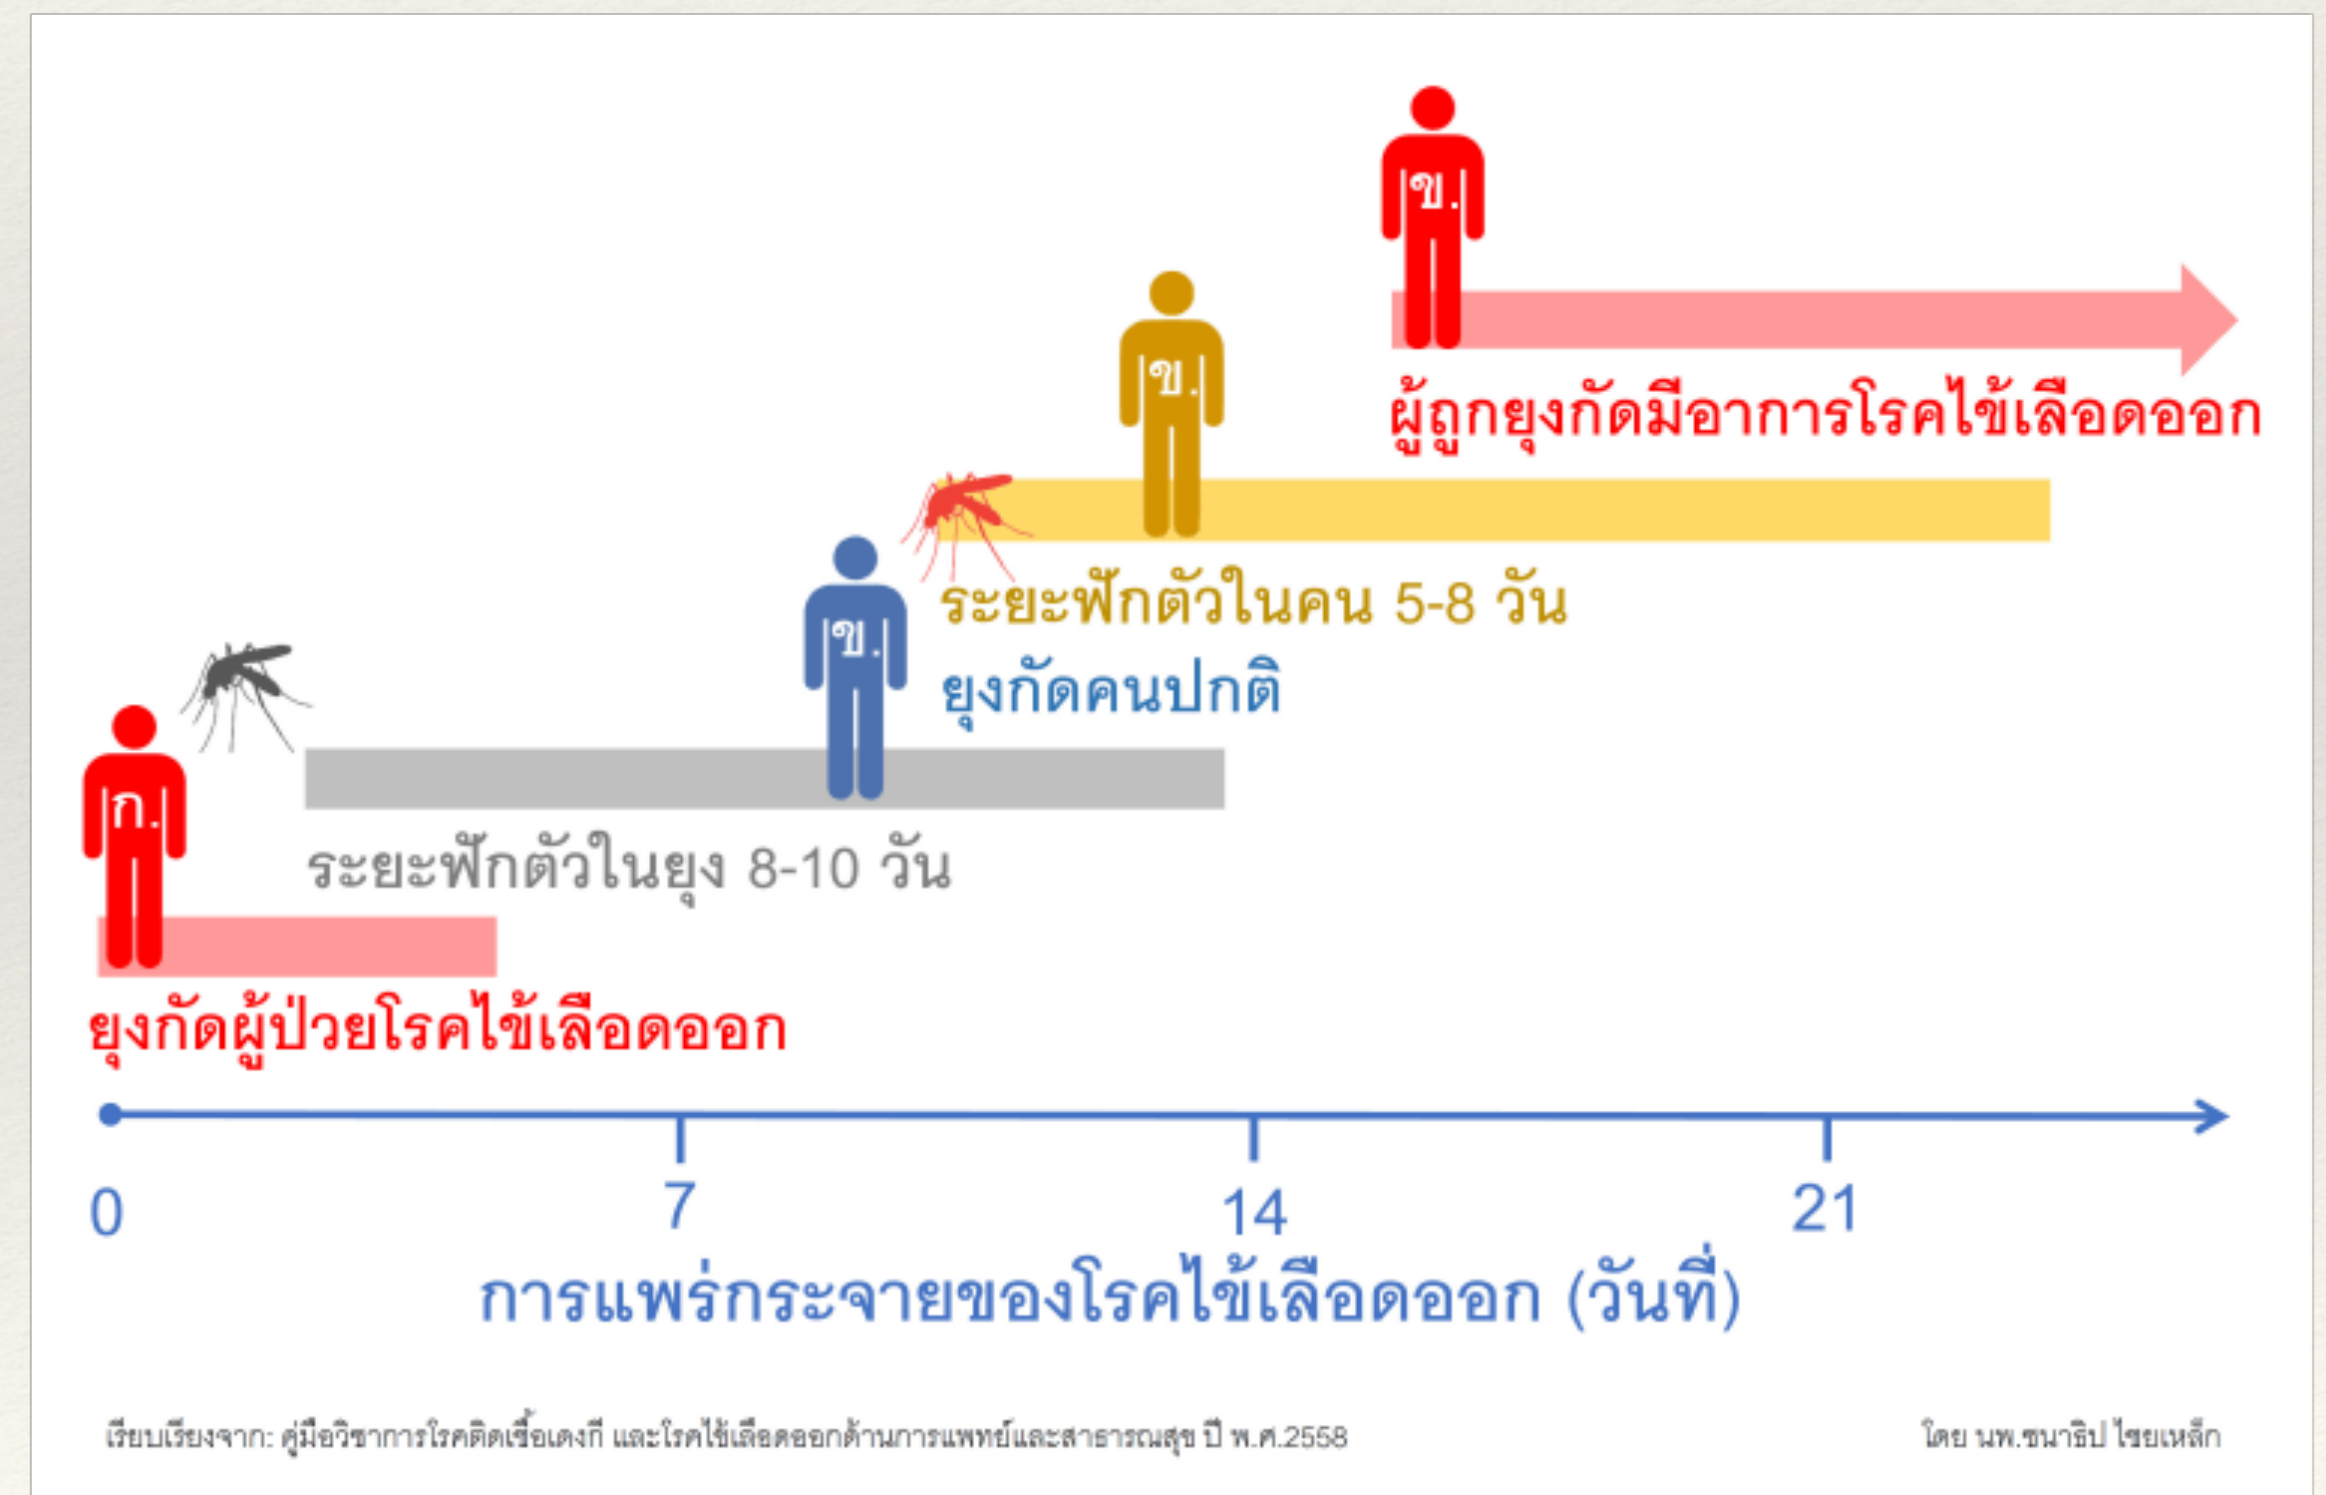 ข.
ข.
ผู้ถูกยุงกัดมีอาการโรคไข้เลือดออก
ข.
ระยะฟักตัวในคน 5-8 วัน
ยุงกัดคนปกติ
ก.
ระยะฟักตัวในยุง 8-10 วัน
ยุงกัดผู้ป่วยโรคไข้เลือดออก
0 7 14 21
การแพร่กระจายของโรคไข้เลือดออก (วันที่)
เรียบเรียงจาก: คู่มือวิชาการโรคติดเชื้อเดงกี และโรคไข้เลือดออกด้านการแพทย์และสาธารณสุข ปี พ.ศ.2558
โดย นพ.ชนาธิป ไชยเหล็ก